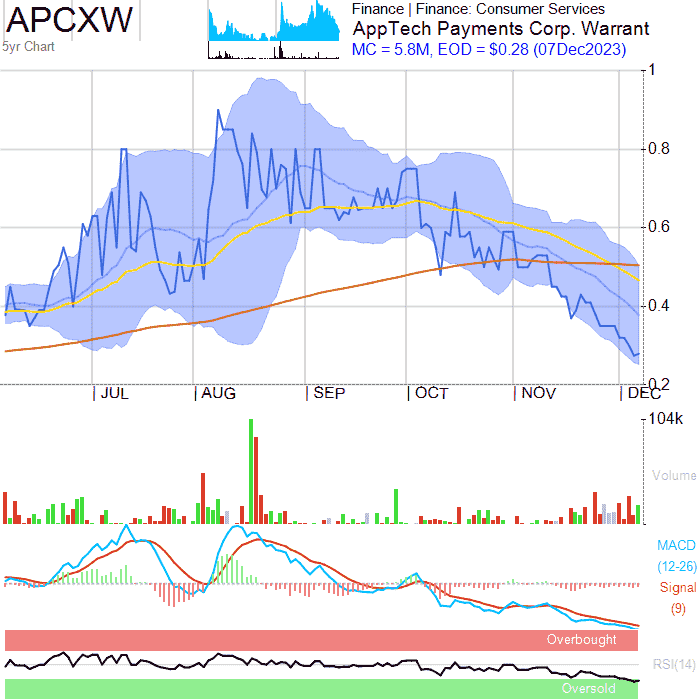 APCXW
5yr Chart
Finance | Finance: Consumer Services
AppTech Payments Corp. Warrant
MC = 5.8M, EOD = $0.28 (07Dec2023)
1
0.8
0.6
0.4
0.2
JUL AUG SEP OCT NOV DEC
104k
Volume
MACD
(12-26)
Signal
(9)
Overbought
RSI(14)
Oversold